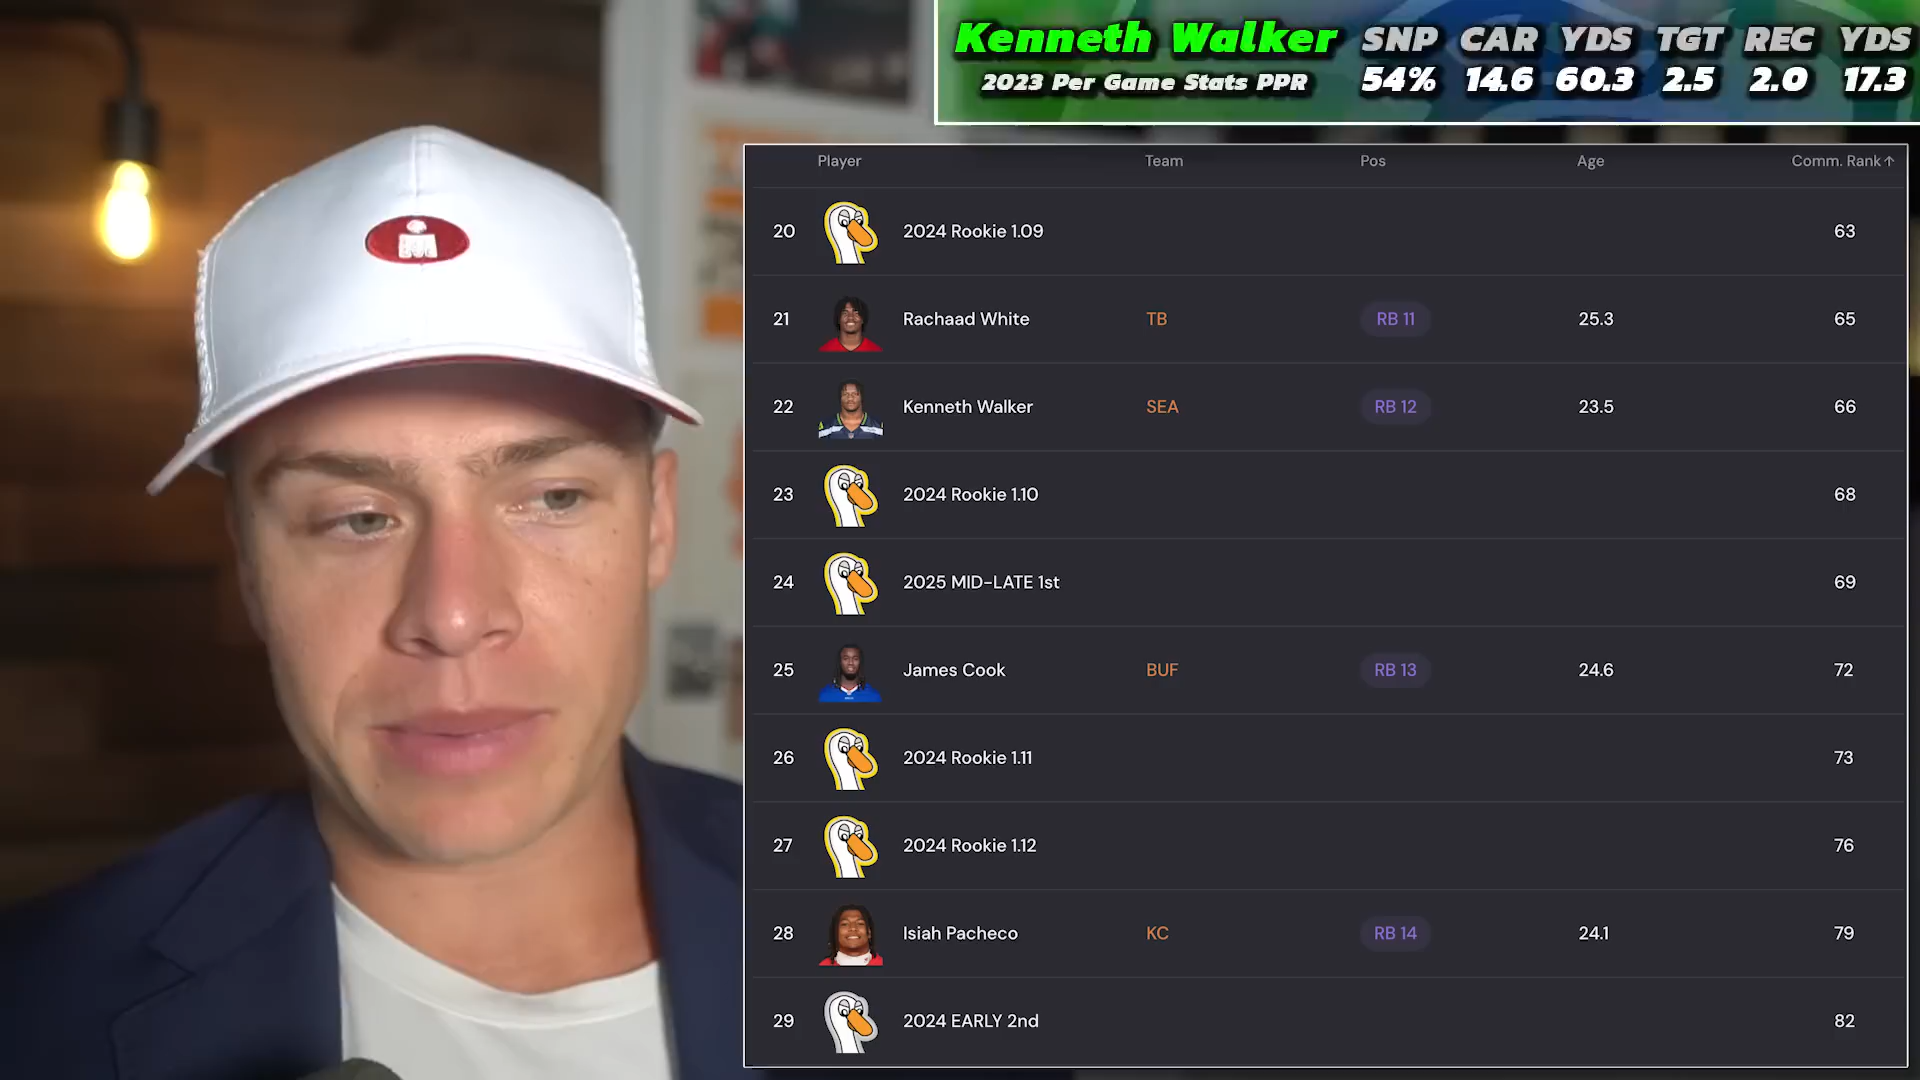 Kenneth Walker SNP CAR YDS TGT REC YDS
2023 Per Game Stats PPR 54% 14.6 60.3 2.5 2.0 17.3
Player Team Pos Age Comm. Rank↑
20 2024 Rookie 1.09 63
21 Rachaad White TB RB 11 25.3 65
22 Kenneth Walker SEA RB 12 23.5 66
23 2024 Rookie 1.10 68
24 2025 MID-LATE 1st 69
25 James Cook BUF RB 13 24.6 72
26 2024 Rookie 1.11 73
27 2024 Rookie 1.12 76
28 Isiah Pacheco KC RB 14 24.1 79
29 2024 EARLY 2nd 82